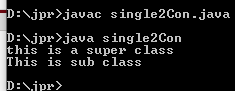 D:\jpr>javac single2Con.java
D:\jpr>java single2Con
this is a super class
This is sub class
D:\jpr>